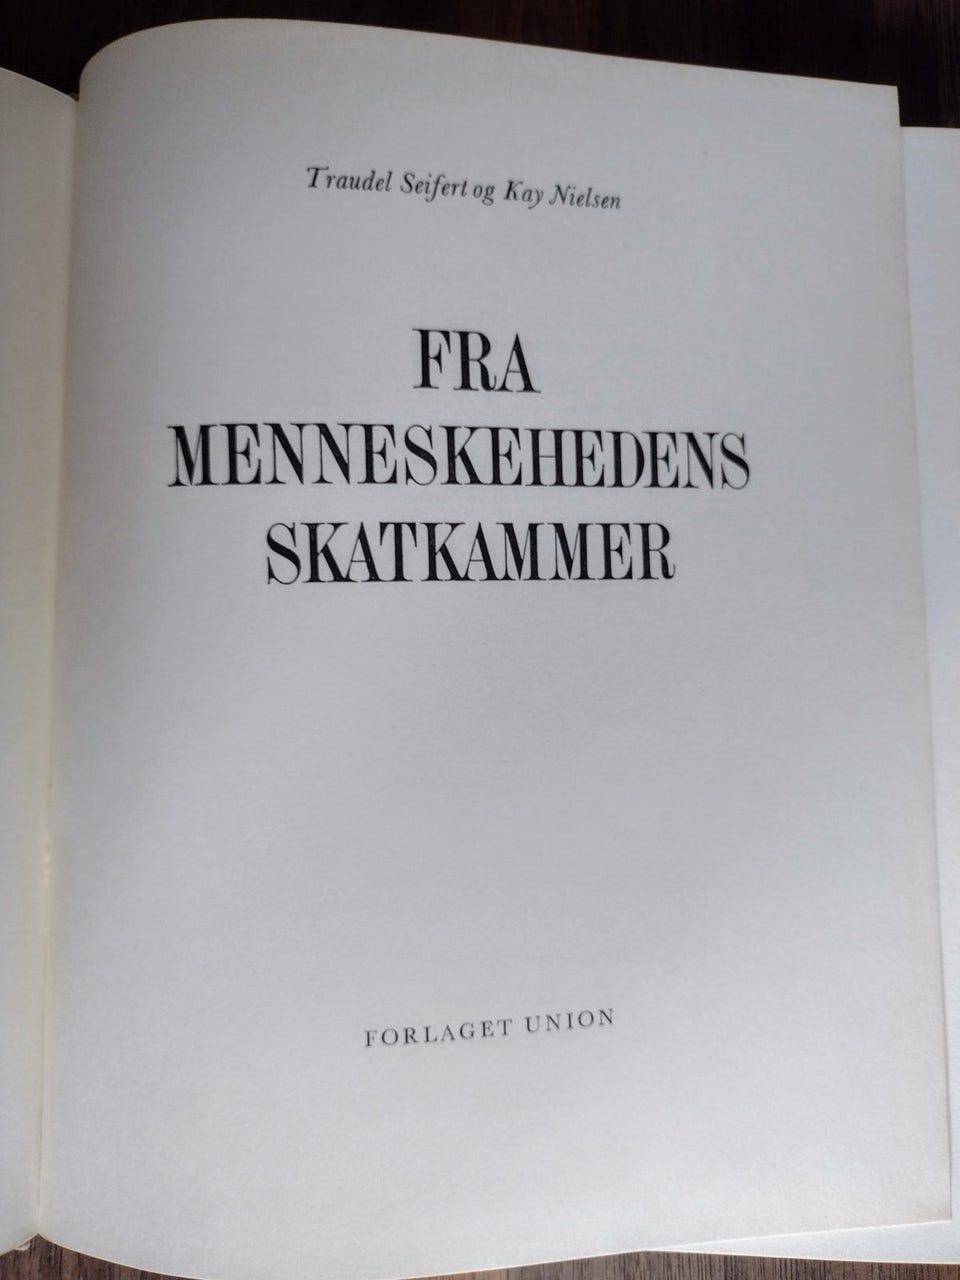 Traudel Seifert og Kay Nielsen
FRA
MENNESKEHEDENS
SKATKAMMER
FORLAGET UNION